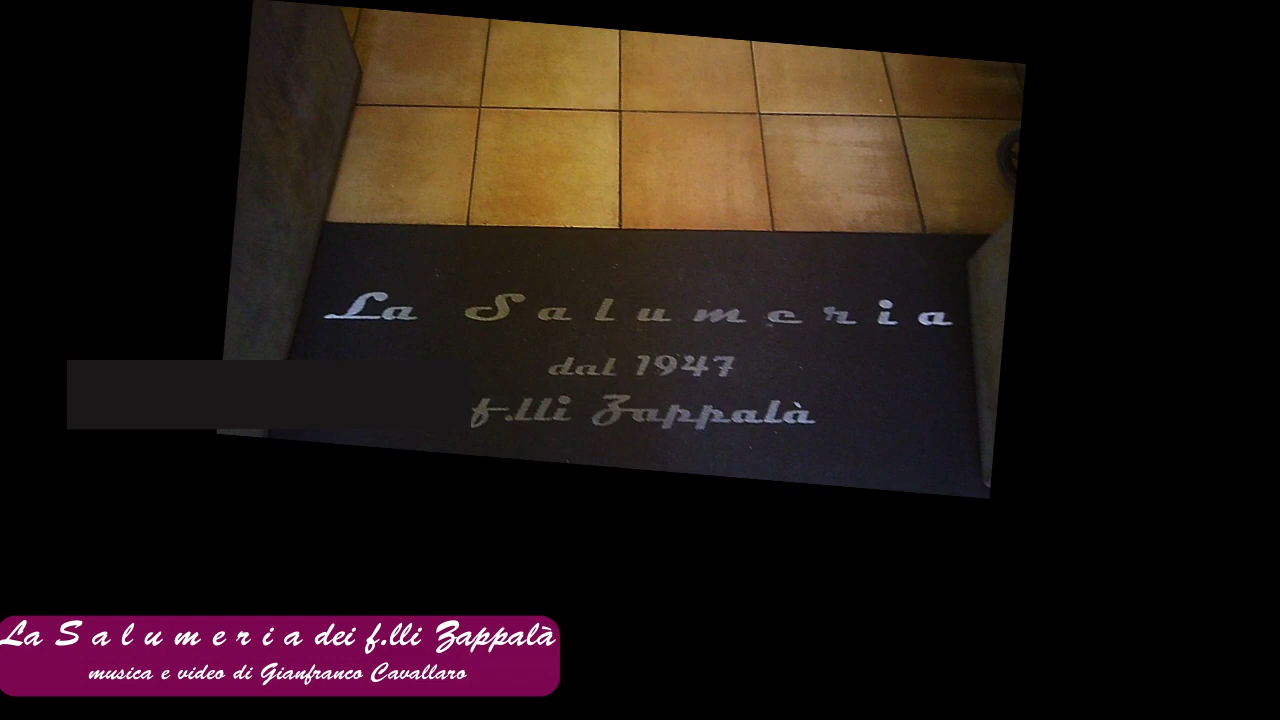 La Salumeria
dal 1947
f.lli Zappalà
La Salumeria dei f.lli Zappalà
musica e video di Gianfranco Cavallaro